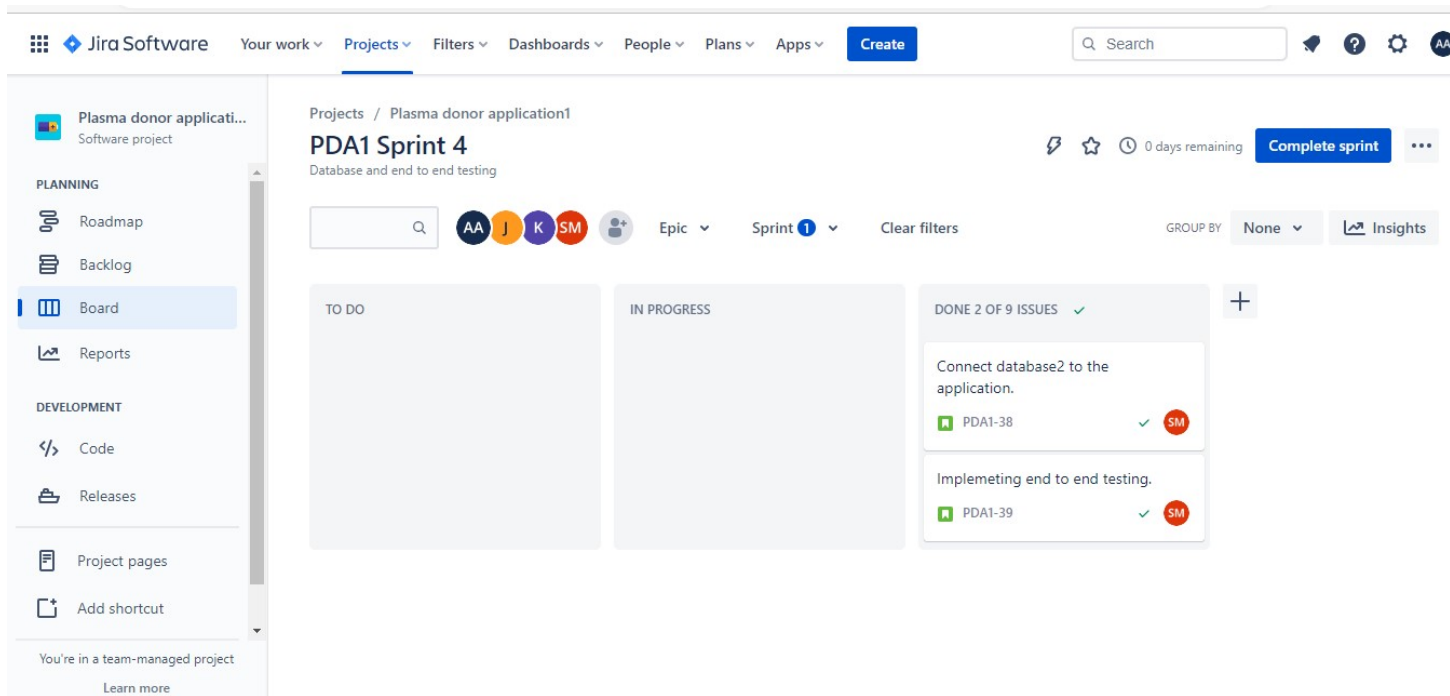 Jira Software Your work Projects Filters Dashboards People Plans Apps Create Search AA
Plasma donor applicati...
Software project
PLANNING
Roadmap
Backlog
Board
Reports
DEVELOPMENT
Code
Releases
Project pages
Add shortcut
You're in a team-managed project
Learn more
Projects / Plasma donor application1
PDA1 Sprint 4
0 days remaining Complete sprint
Database and end to end testing
AA J K SM Epic Sprint 1 Clear filters GROUP BY None Insights
TO DO
IN PROGRESS
DONE 2 OF 9 ISSUES
Connect database2 to the
application.
PDA1-38 SM
Implemeting end to end testing.
PDA1-39 SM